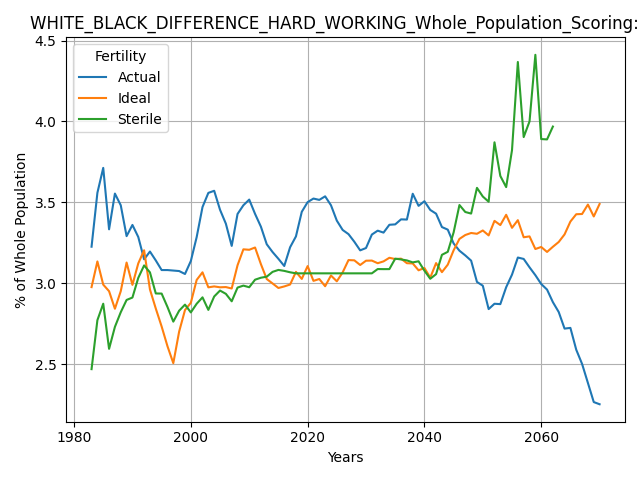 WHITE_BLACK_DIFFERENCE_HARD_WORKING_Whole_Population_Scoring:
Fertility
Actual
Ideal
Sterile
4.5
4.0
3.5
3.0
2.5
% of Whole Population
1980
2000
2020
2040
2060
Years